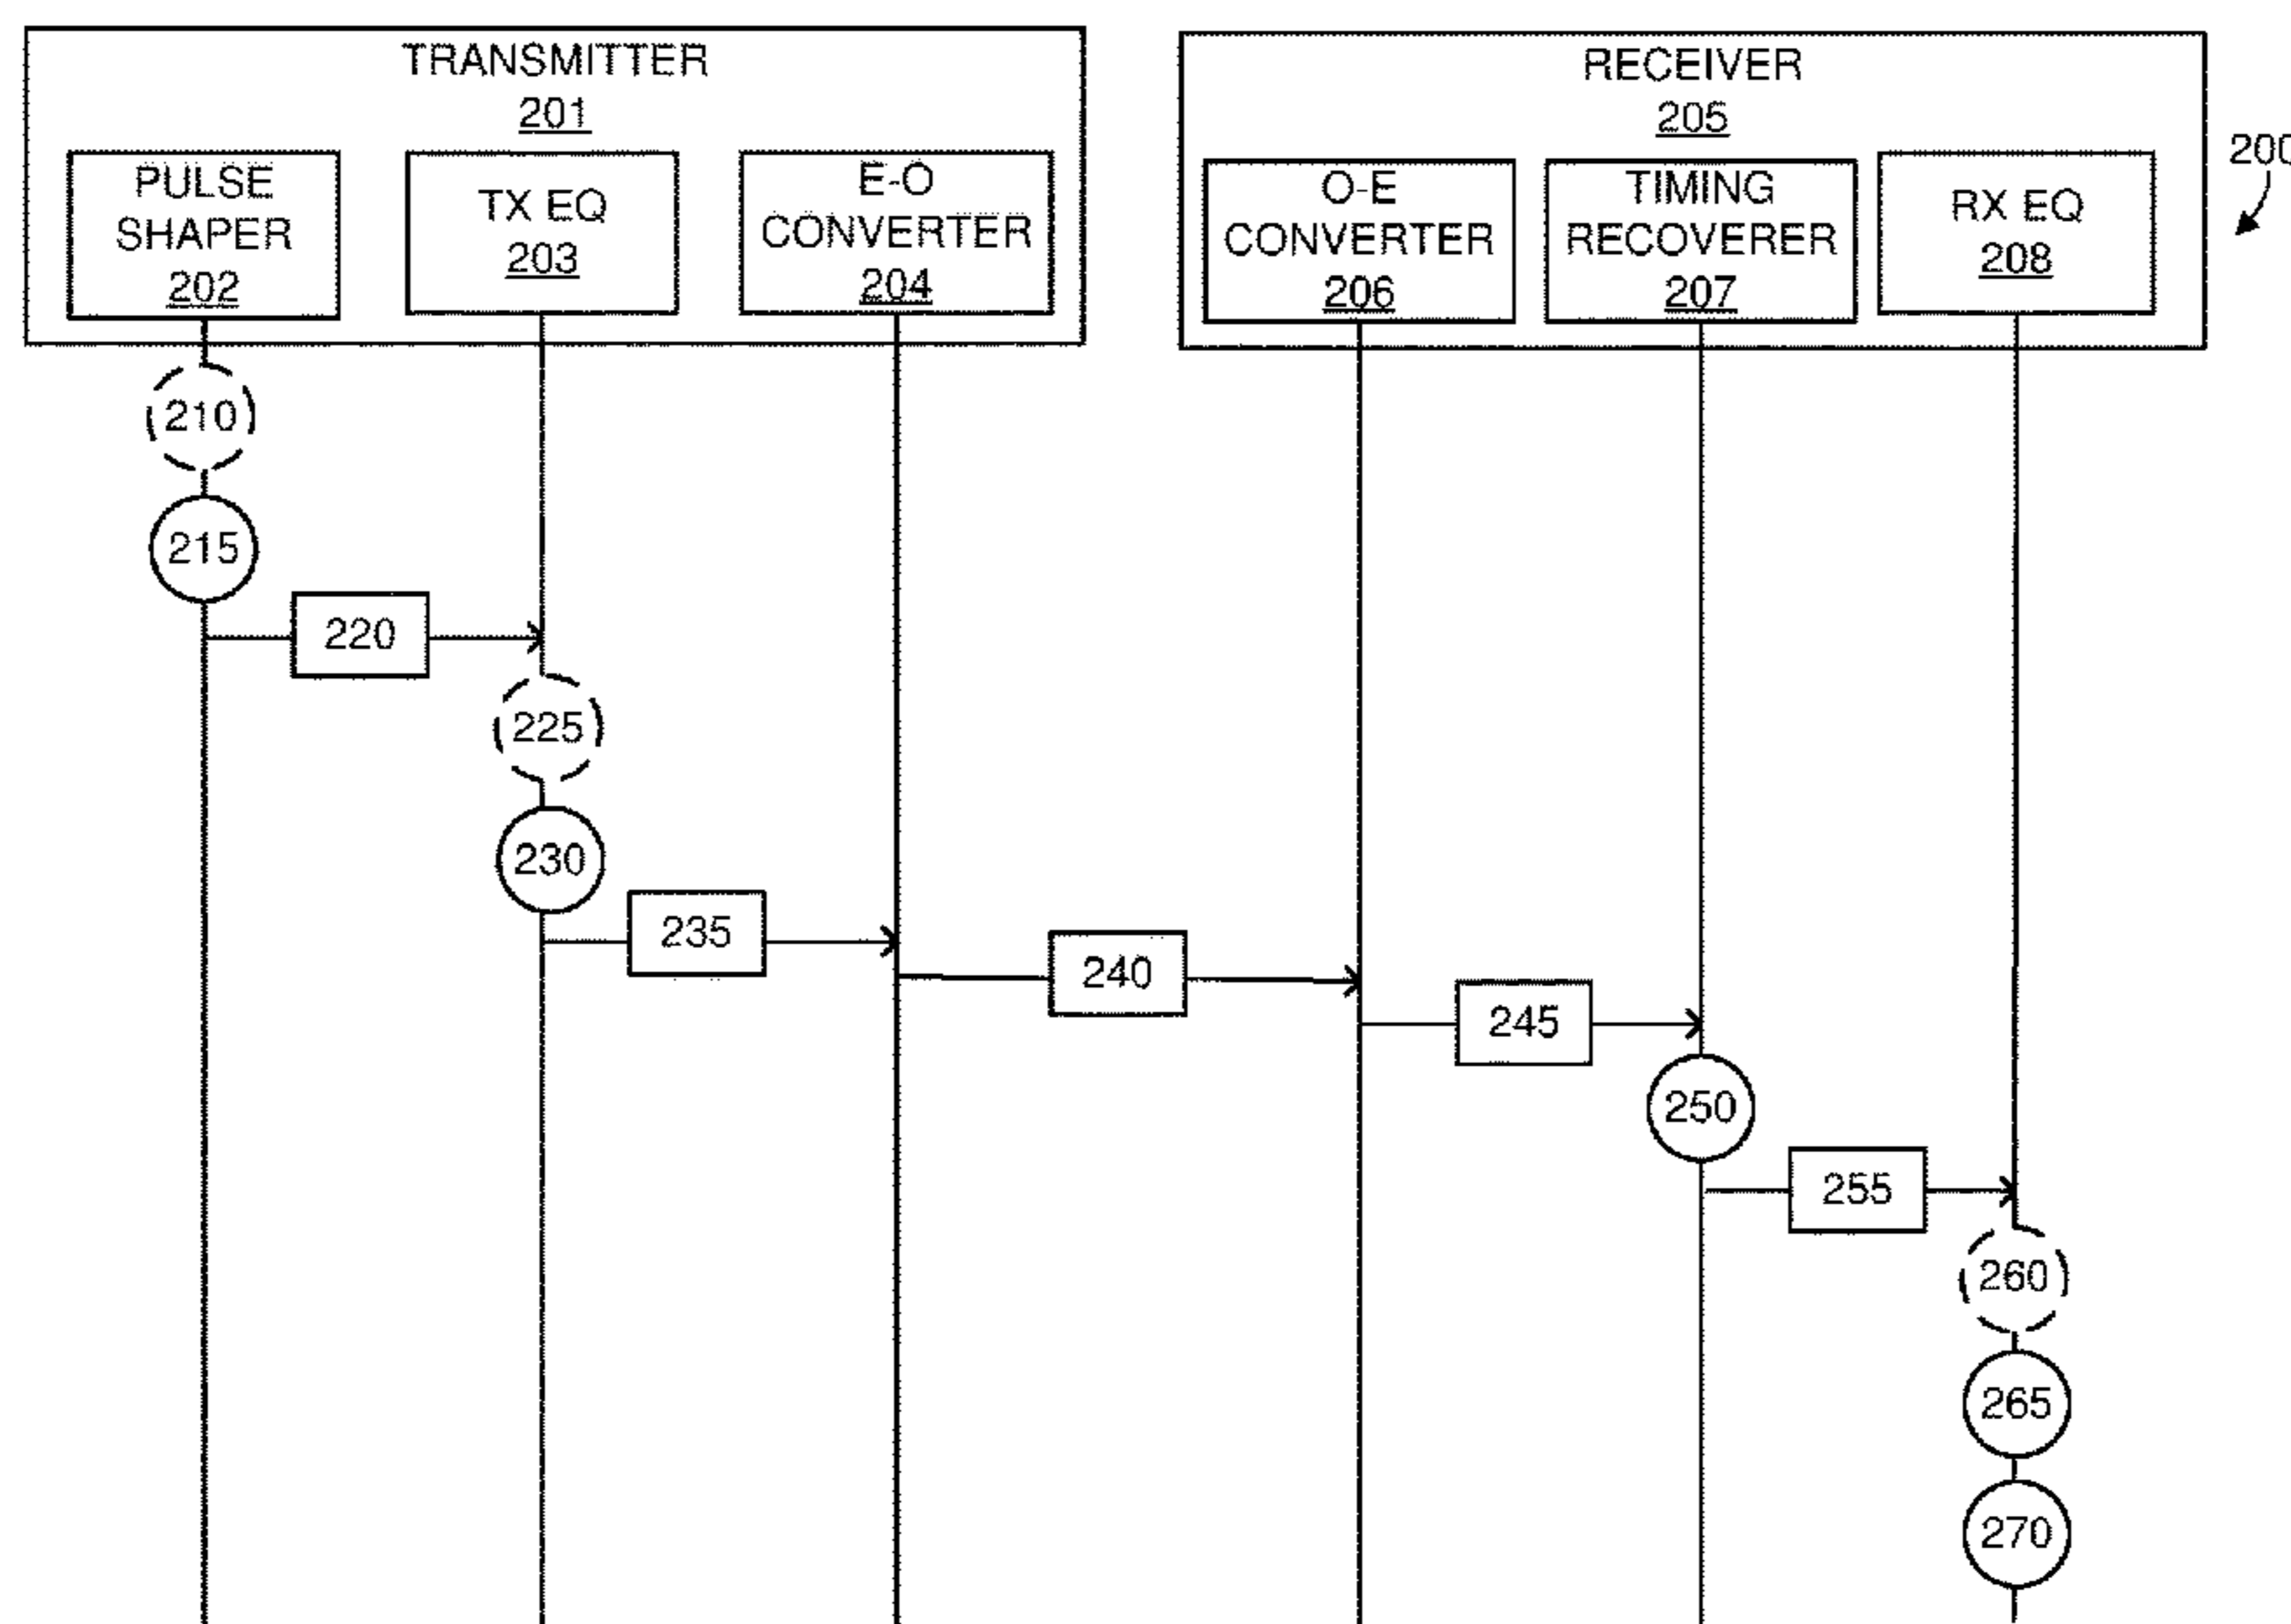 TRANSMITTER
201
PULSE
SHAPER
202
TX EQ
203
E-O
CONVERTER
204
RECEIVER
205
O-E
CONVERTER
206
TIMING
RECOVERER
207
RX EQ
208
200
210
215
220
225
230
235
240
245
250
255
260
265
270